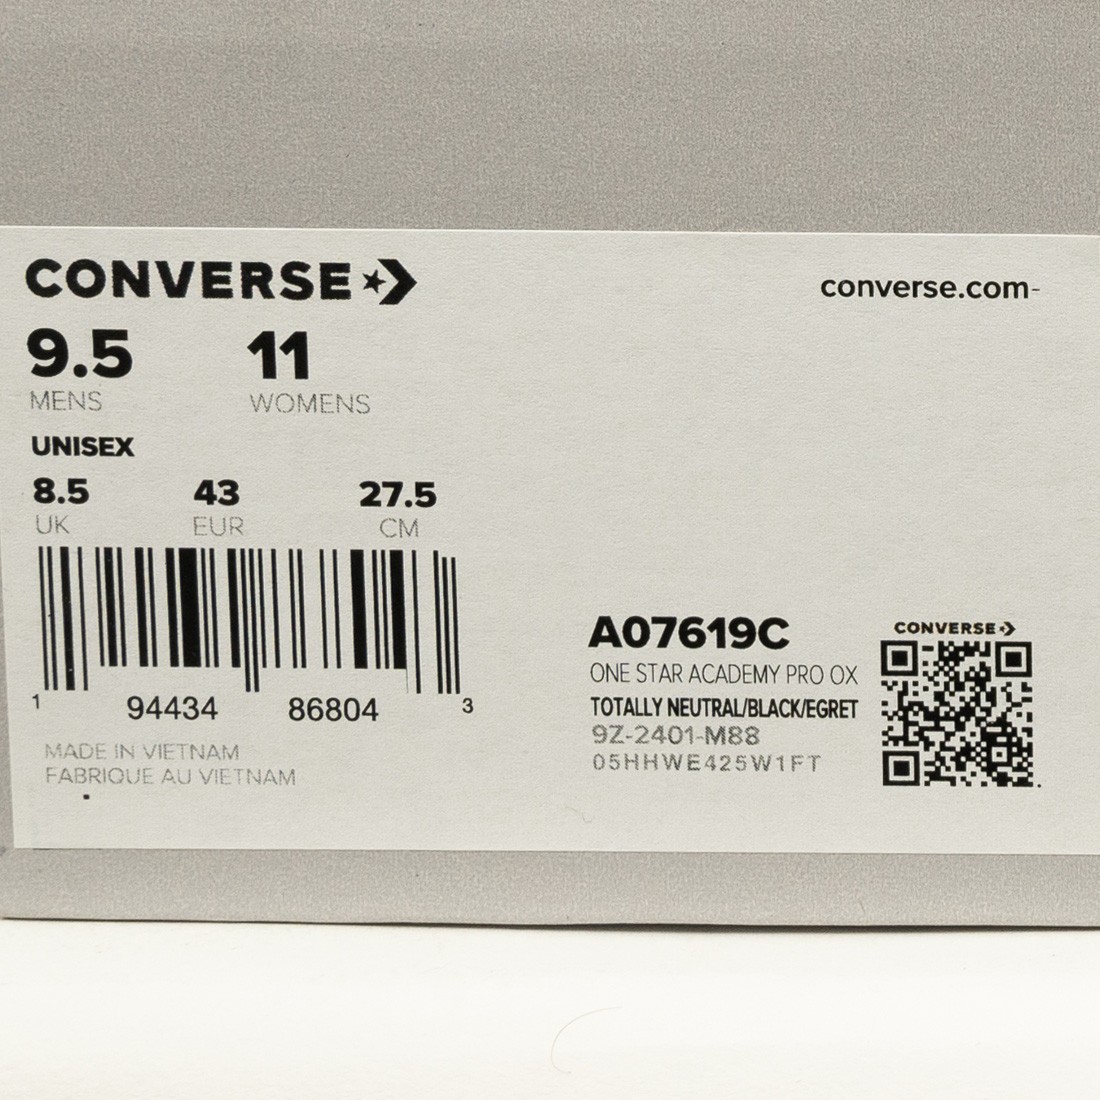 CONVERSE
converse.com-
9.5 11
MENS WOMENS
UNISEX
8.5 43 27.5
UK EUR CM
1 94434 86804 3
MADE IN VIETNAM
FABRIQUE AU VIETNAM
A07619C
ONE STAR ACADEMY PRO OX
TOTALLY NEUTRAL/BLACK/EGRET
9Z-2401-M88
05HHWE425W1FT
CONVERSE